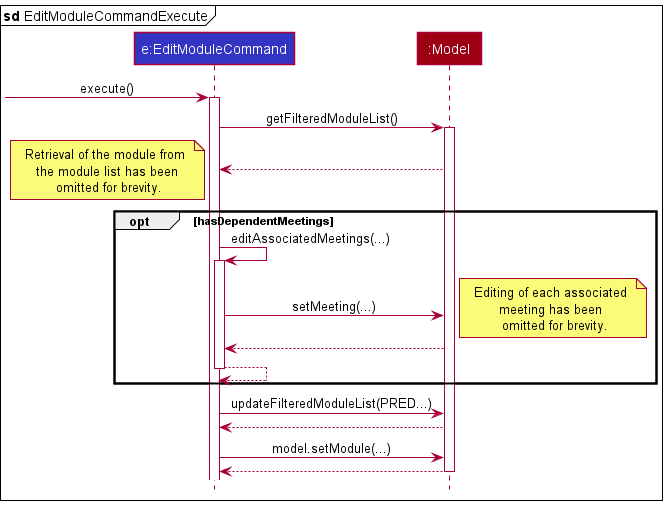 sd EditModuleCommandExecute
e:EditModuleCommand
:Model
execute()
getFilteredModuleList()
Retrieval of the module from
the module list has been
omitted for brevity.
opt
[hasDependentMeetings]
editAssociatedMeetings(...)
Editing of each associated
meeting has been
omitted for brevity.
setMeeting(...)
updateFilteredModuleList(PRED...)
model.setModule(...)